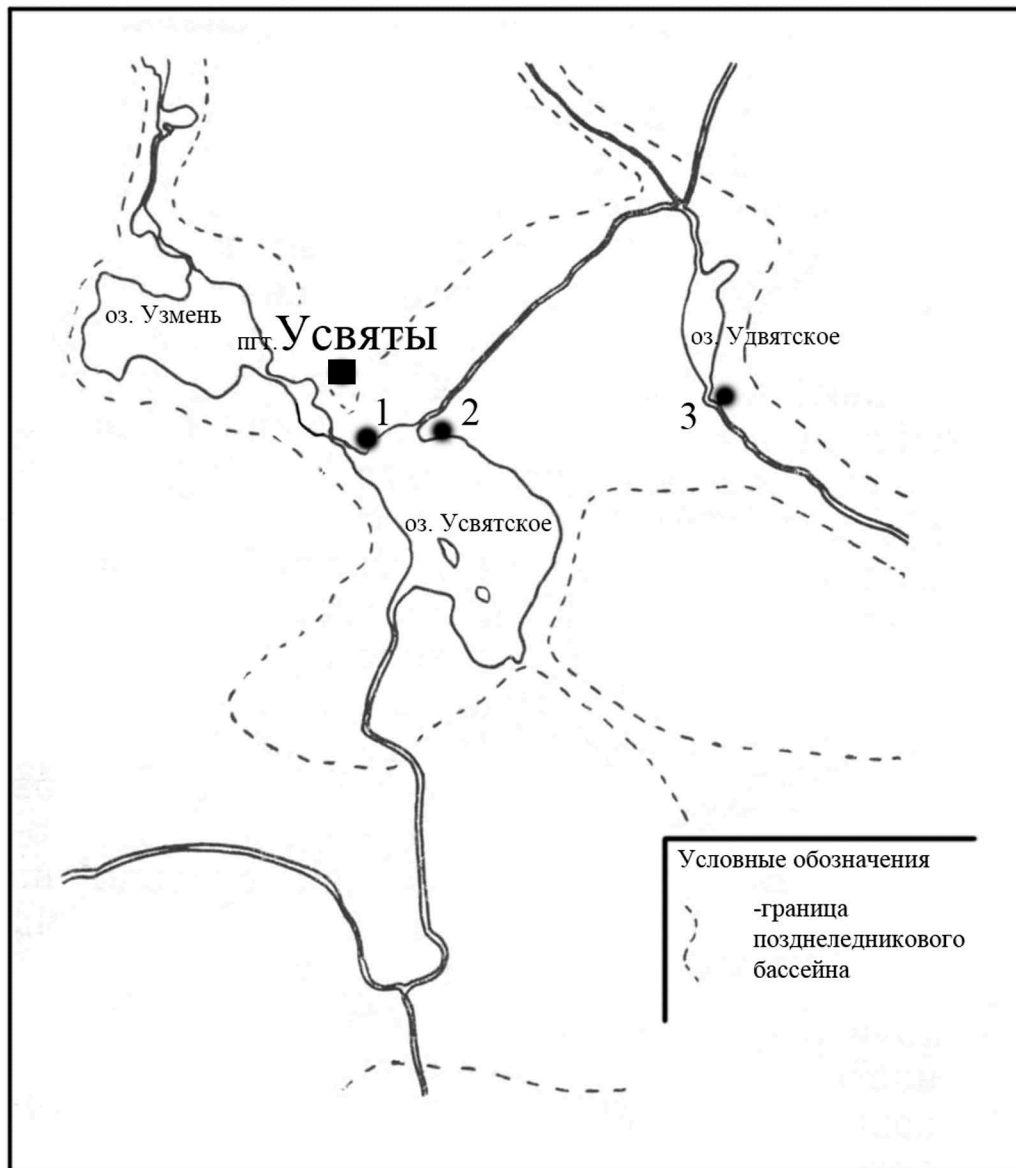 оз. Узмень
пгт. Усвяты
оз. Удвятское
1
2
3
оз. Усвятское
Условные обозначения
-граница
позднеледникового
бассейна